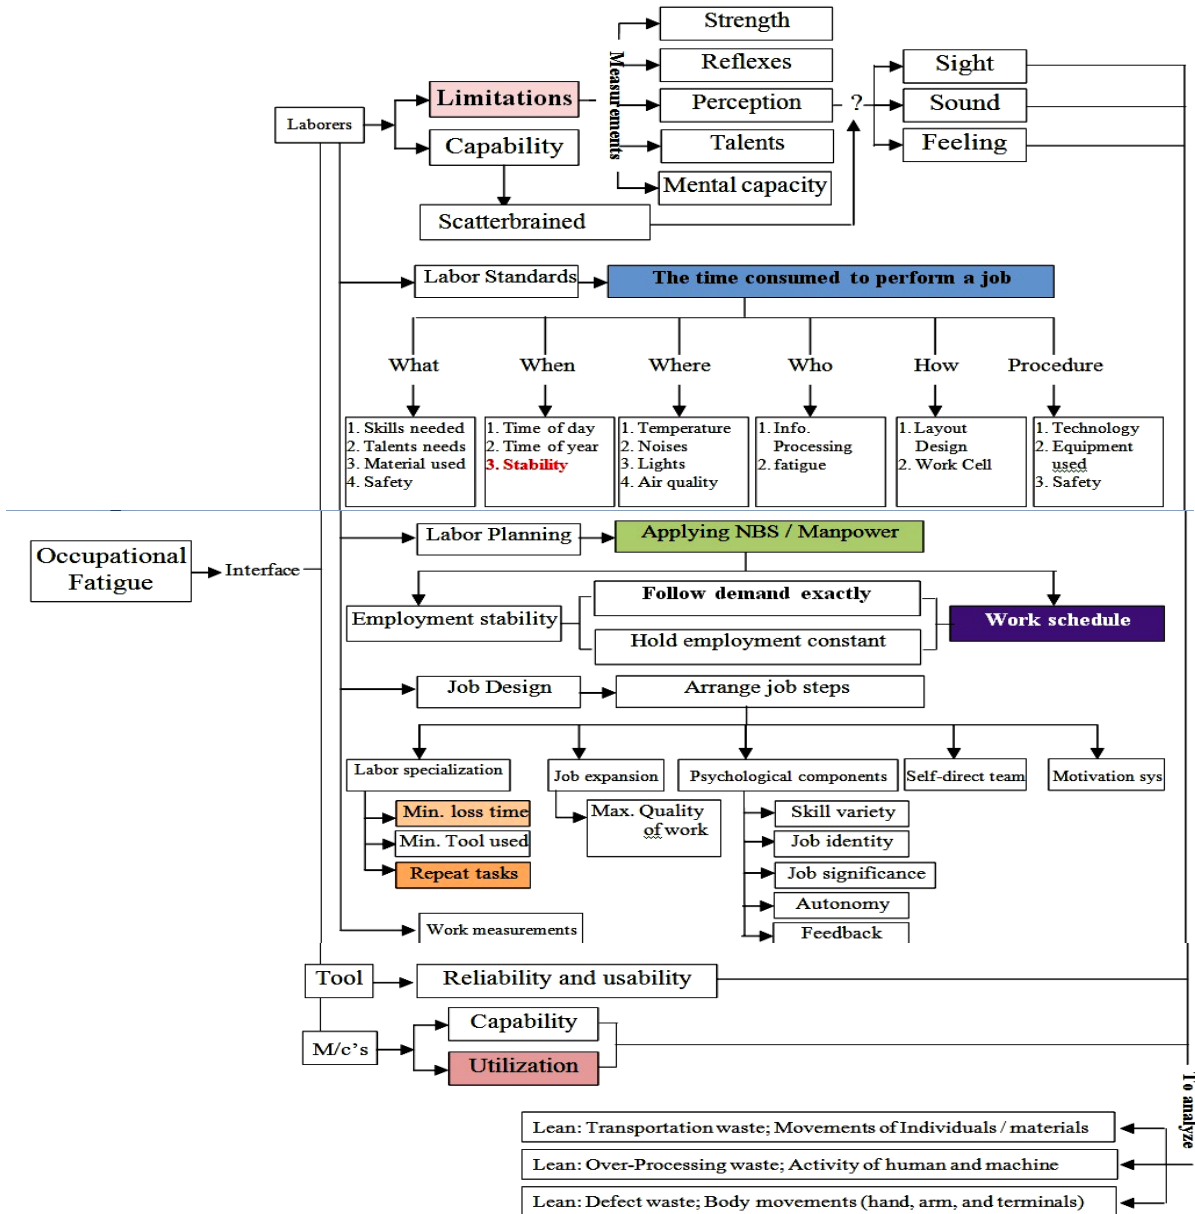 Strength
Reflexes
Measurements
Limitations
Perception
?
Sight
Sound
Feeling
Laborers
Capability
Talents
Mental capacity
Scatterbrained
Labor Standards
The time consumed to perform a job
What
When
Where
Who
How
Procedure
1. Skills needed
2. Talents needs
3. Material used
4. Safety
1. Time of day
2. Time of year
3. Stability
1. Temperature
2. Noises
3. Lights
4. Air quality
1. Info.
Processing
2. fatigue
1. Layout
Design
2. Work Cell
1. Technology
2. Equipment
used
3. Safety
Labor Planning
Applying NBS / Manpower
Occupational
Fatigue
Interface
Employment stability
Follow demand exactly
Hold employment constant
Work schedule
Job Design
Arrange job steps
Labor specialization
Job expansion
Psychological components
Self-direct team
Motivation sys
Min. loss time
Min. Tool used
Repeat tasks
Max. Quality
of work
Skill variety
Job identity
Job significance
Autonomy
Feedback
Work measurements
Tool
Reliability and usability
M/c's
Capability
Utilization
To analyze
Lean: Transportation waste; Movements of Individuals / materials
Lean: Over-Processing waste; Activity of human and machine
Lean: Defect waste; Body movements (hand, arm, and terminals)